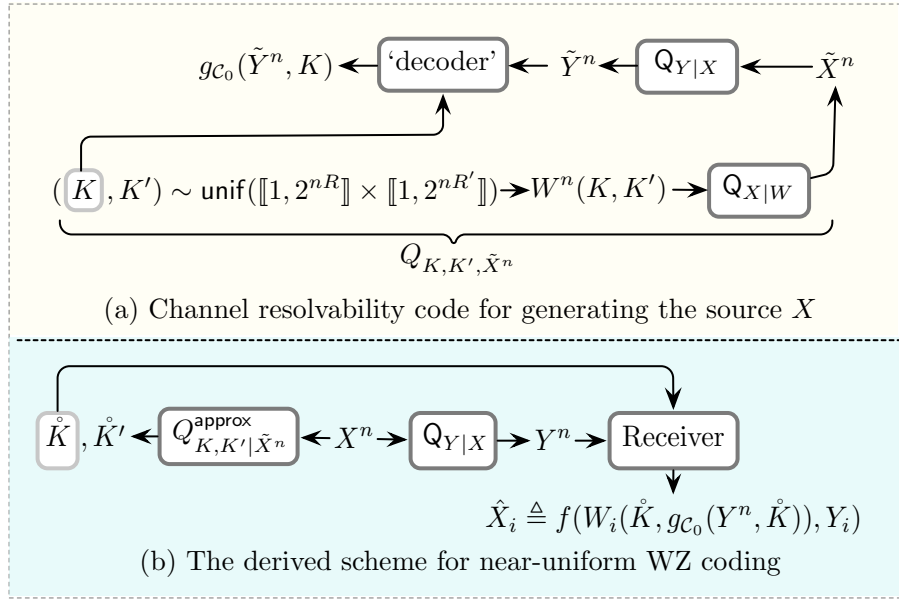 g_{𝒞_0}(Ỹ^n, K) ‘decoder’ Ỹ^n Q_{Y|X} X̃^n
(K, K′) ∼ unif(⟦1, 2^{nR}⟧ × ⟦1, 2^{nR′}⟧) W^n(K, K′) Q_{X|W}
Q_{K,K′,X̃^n}
(a) Channel resolvability code for generating the source X
K̊, K̊′ Q^{approx}_{K,K′|X̃^n} X^n Q_{Y|X} Y^n Receiver
X̂_i ≜ f(W_i(K̊, g_{𝒞_0}(Y^n, K̊)), Y_i)
(b) The derived scheme for near-uniform WZ coding